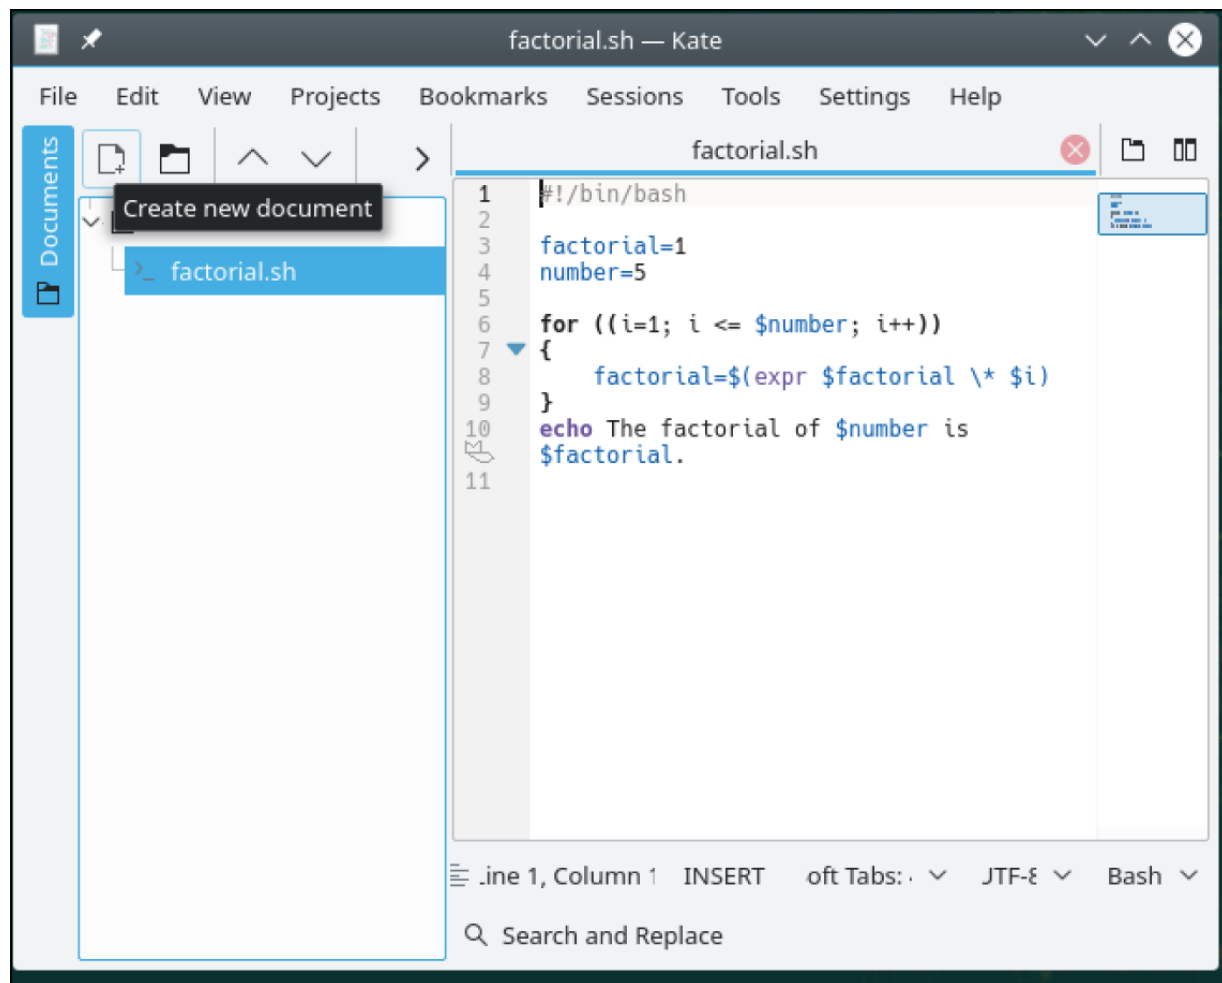 factorial.sh — Kate
File Edit View Projects Bookmarks Sessions Tools Settings Help
Documents
factorial.sh
Create new document
factorial.sh
1 #!/bin/bash
2
3 factorial=1
4 number=5
5
6 for ((i=1; i <= $number; i++))
7 {
8 factorial=$(expr $factorial \* $i)
9 }
10 echo The factorial of $number is
$factorial.
11
Line 1, Column 1 INSERT oft Tabs: UTF-8 Bash
Search and Replace